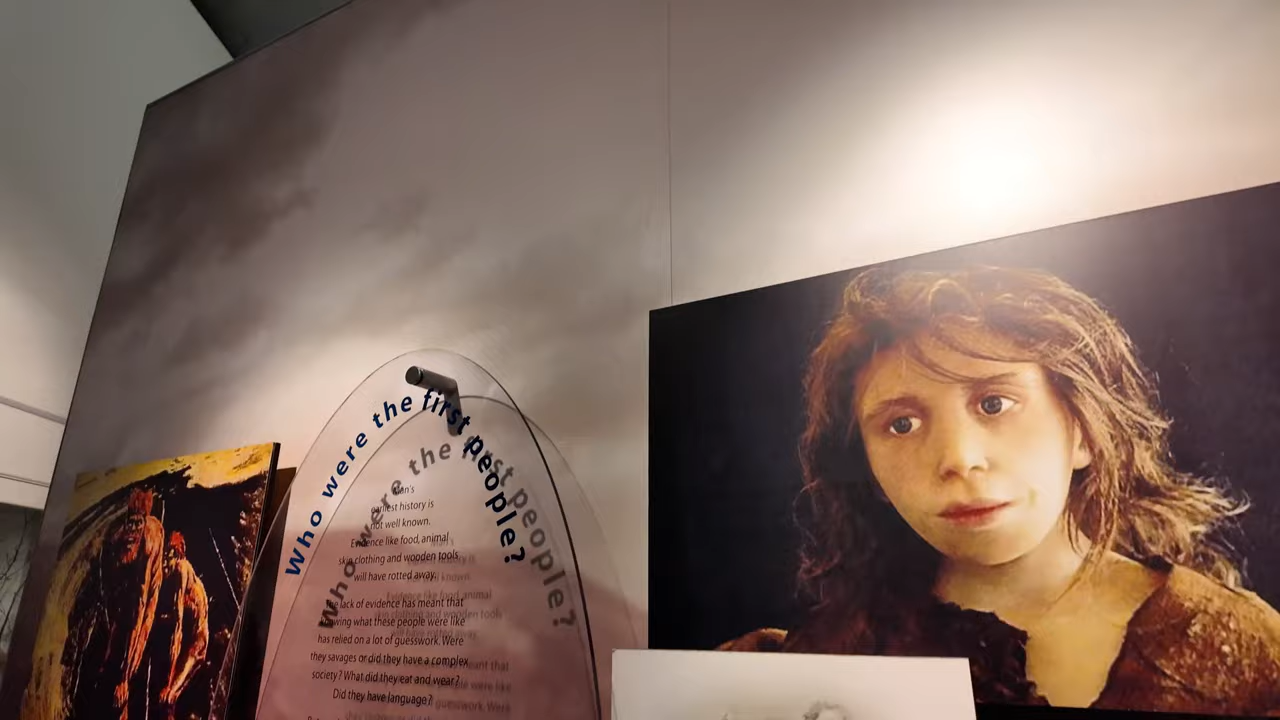 Who were the first people?
Man's
earliest history is
not well known.
Evidence like food, animal
skin clothing and wooden tools
will have rotted away.
The lack of evidence has meant that
knowing what these people were like
has relied on a lot of guesswork. Were
they savages or did they have a complex
society? What did they eat and wear?
Did they have language?